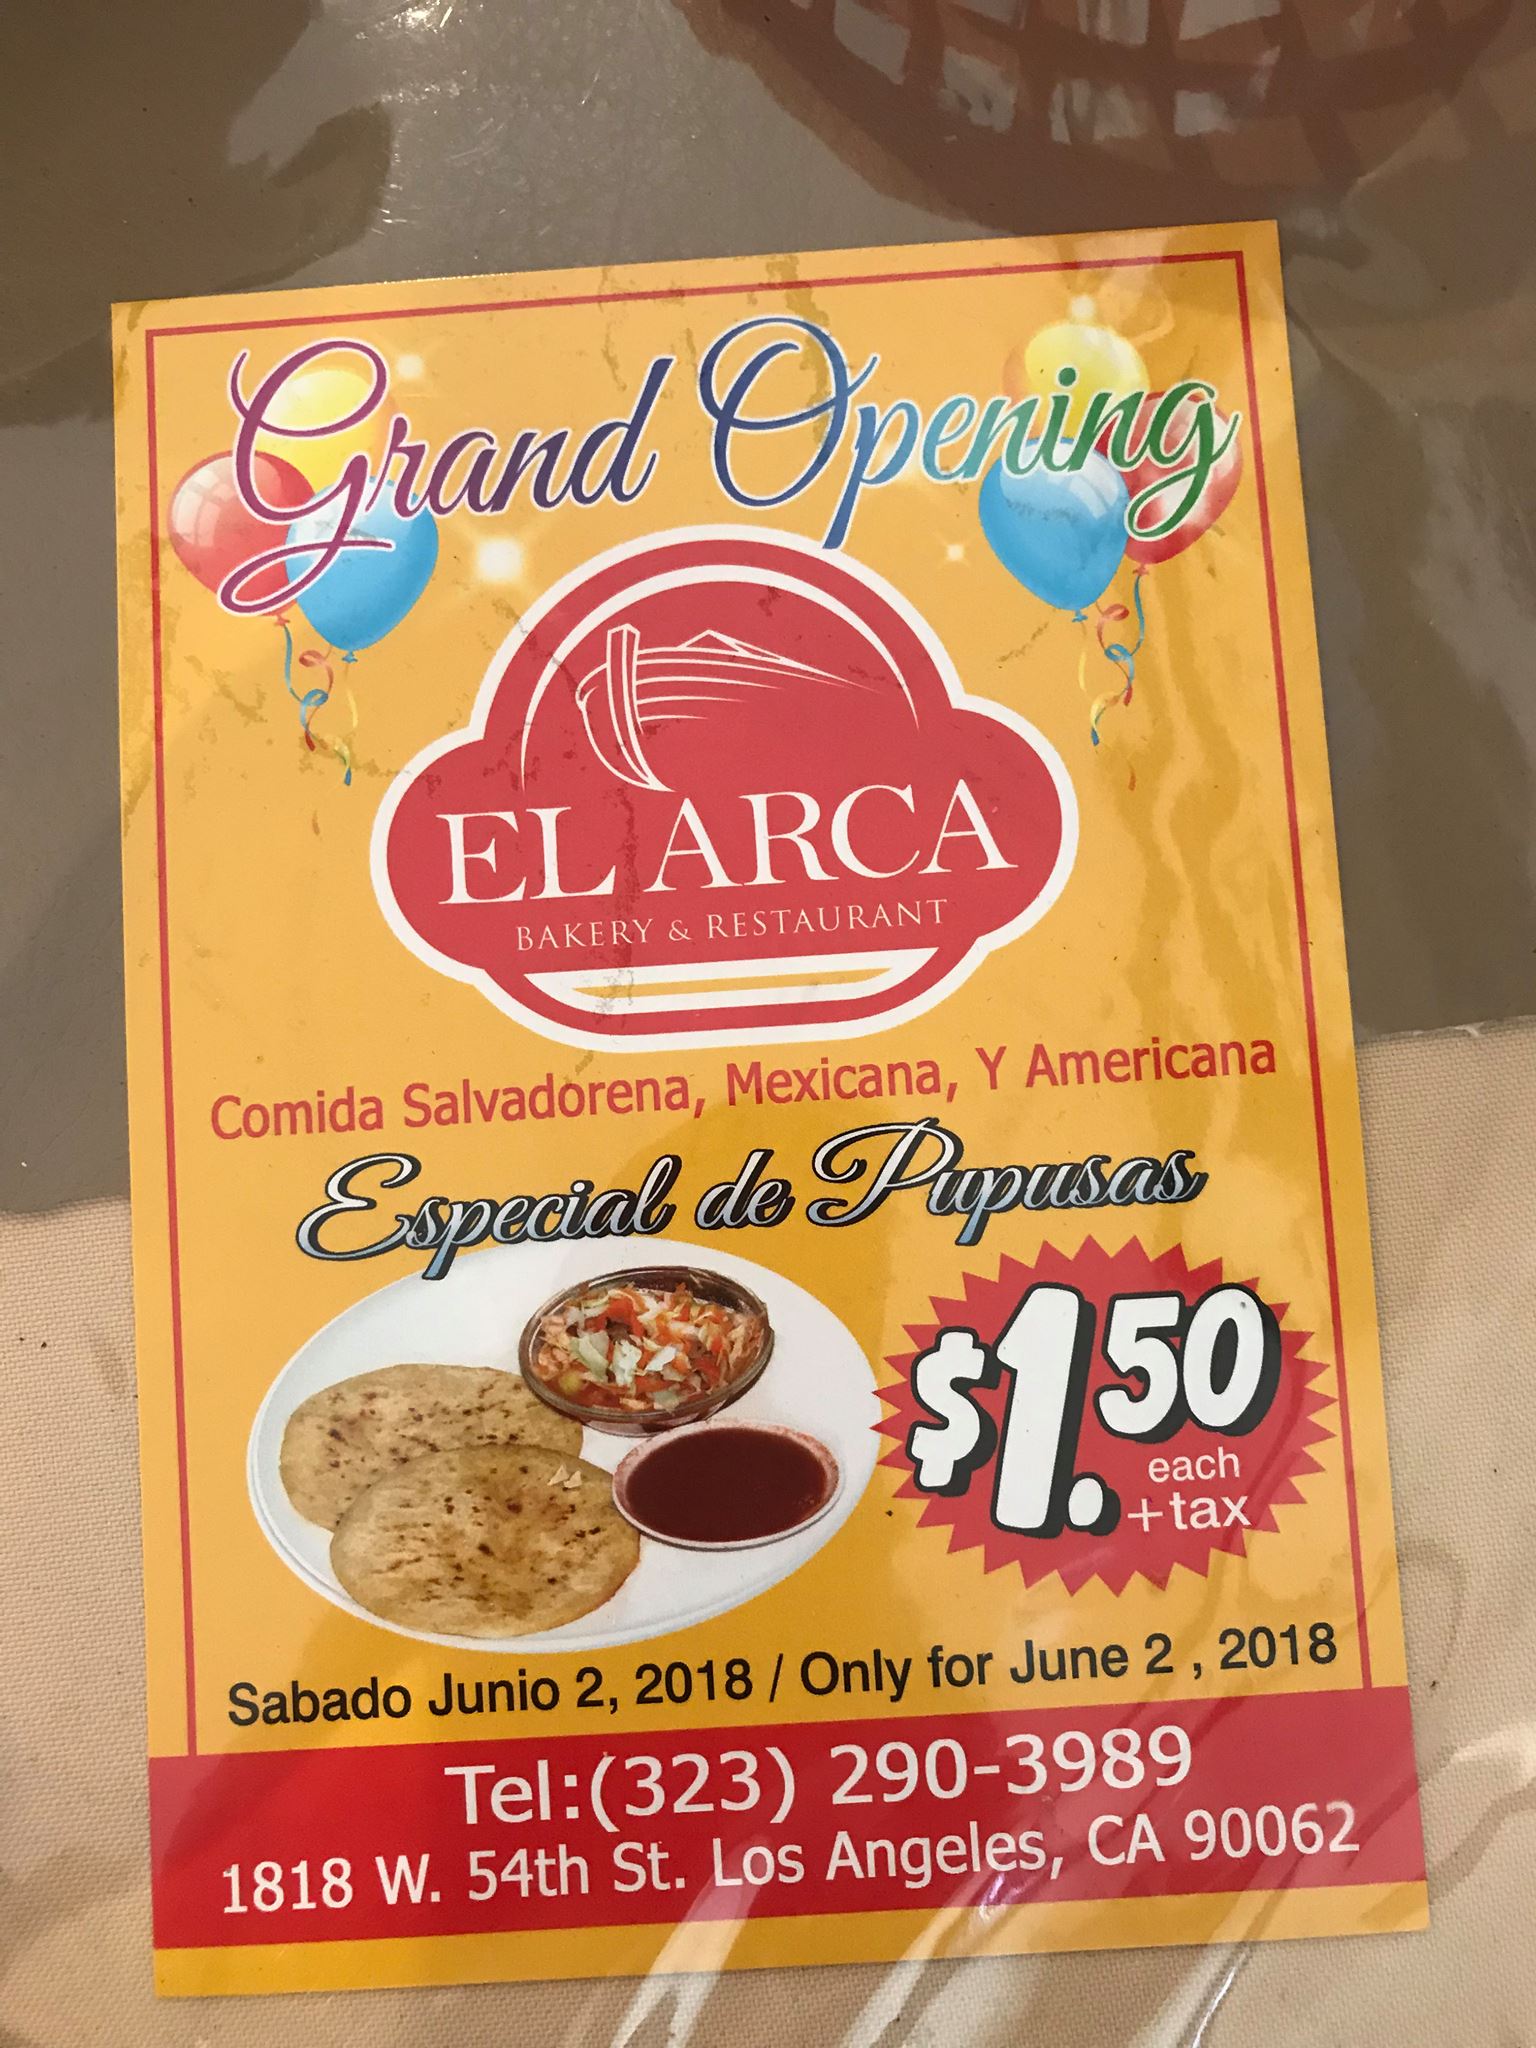 Grand Opening
EL ARCA
BAKERY & RESTAURANT
Comida Salvadorena, Mexicana, Y Americana
Especial de Pupusas
$1.50
each
+tax
Sabado Junio 2, 2018 / Only for June 2 , 2018
Tel:(323) 290-3989
1818 W. 54th St. Los Angeles, CA 90062